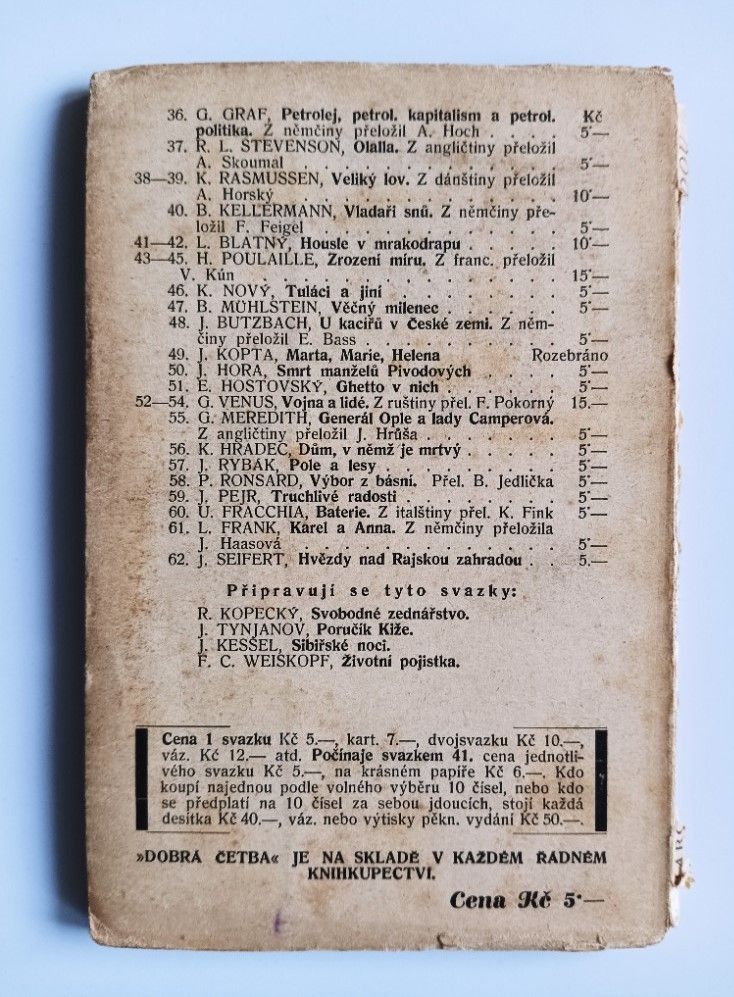 36. G. GRAF, Petrolej, petrol. kapitalism a petrol. Kč
politika. Z němčiny přeložil A. Hoch . . . . 5·—
37. R. L. STEVENSON, Olalla. Z angličtiny přeložil
A. Skoumal . . . . . . . . . . . . . . 5·—
38—39. K. RASMUSSEN, Veliký lov. Z dánštiny přeložil
A. Horský . . . . . . . . . . . . . . 10·—
40. B. KELLERMANN, Vladaři snů. Z němčiny pře-
ložil F. Feigel . . . . . . . . . . . . 5·—
41—42. L. BLATNÝ, Housle v mrakodrapu . . . . . 10·—
43—45. H. POULAILLE, Zrození míru. Z franc. přeložil
V. Kún . . . . . . . . . . . . . . 15·—
46. K. NOVÝ, Tuláci a jiní . . . . . . . . 5·—
47. B. MÜHLSTEIN, Věčný milenec . . . . . . 5·—
48. J. BUTZBACH, U kacířů v České zemi. Z něm-
činy přeložil E. Bass . . . . . . . . . . 5·—
49. J. KOPTA, Marta, Marie, Helena Rozebráno
50. J. HORA, Smrt manželů Pivodových . . . . 5·—
51. E. HOSTOVSKÝ, Ghetto v nich . . . . . . 5·—
52—54. G. VENUS, Vojna a lidé. Z ruštiny přel. F. Pokorný 15.—
55. G. MEREDITH, Generál Ople a lady Camperová.
Z angličtiny přeložil J. Hrůša . . . . . . . 5·—
56. K. HRADEC, Dům, v němž je mrtvý . . . . . 5·—
57. J. RYBÁK, Pole a lesy . . . . . . . . . 5·—
58. P. RONSARD, Výbor z básní. Přel. B. Jedlička 5·—
59. J. PEJR, Truchlivé radosti . . . . . . . . 5·—
60. U. FRACCHIA, Baterie. Z italštiny přel. K. Fink 5·—
61. L. FRANK, Karel a Anna. Z němčiny přeložila
J. Haasová . . . . . . . . . . . . . . 5·—
62. J. SEIFERT, Hvězdy nad Rajskou zahradou . . 5.—
Připravují se tyto svazky:
R. KOPECKÝ, Svobodné zednářstvo.
J. TYNJANOV, Poručík Kiže.
J. KESSEL, Sibiřské noci.
F. C. WEISKOPF, Životní pojistka.
Cena 1 svazku Kč 5.—, kart. 7.—, dvojsvazku Kč 10.—,
váz. Kč 12.— atd. Počínaje svazkem 41. cena jednotli-
vého svazku Kč 5.—, na krásném papíře Kč 6.—. Kdo
koupí najednou podle volného výběru 10 čísel, nebo kdo
se předplatí na 10 čísel za sebou jdoucích, stojí každá
desítka Kč 40.—, váz. nebo výtisky pěkn. vydání Kč 50.—.
»DOBRÁ ČETBA« JE NA SKLADĚ V KAŽDÉM ŘÁDNÉM
KNIHKUPECTVÍ.
Cena Kč 5·—